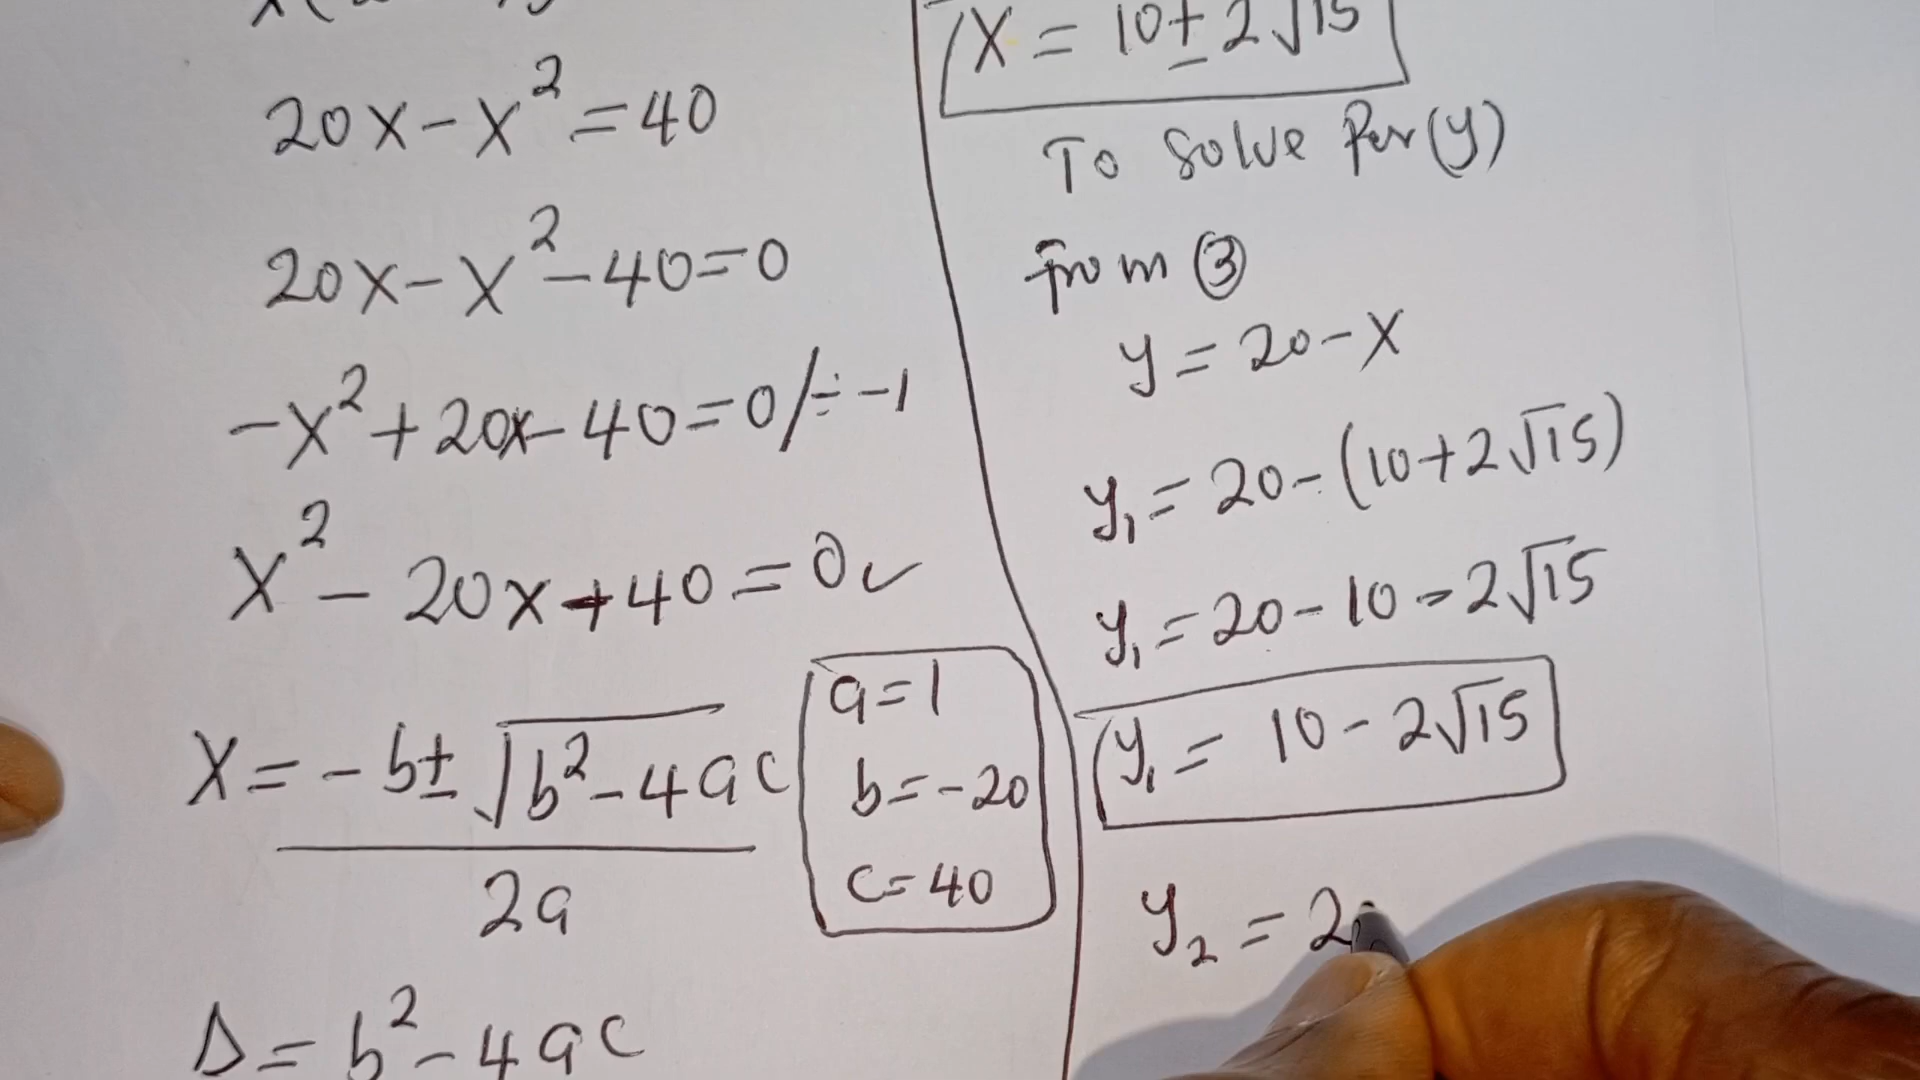 20x-x²=40
20x-x²-40=0
-x²+20x-40=0/÷-1
x²-20x+40=0✓
x=-b±√b²-4ac
2a
a=1
b=-20
c=40
Δ=b²-4ac
X=10±2√15
To solve for (y)
from ③
y=20-x
y₁=20-(10+2√15)
y₁=20-10-2√15
y₁=10-2√15
y₂=2